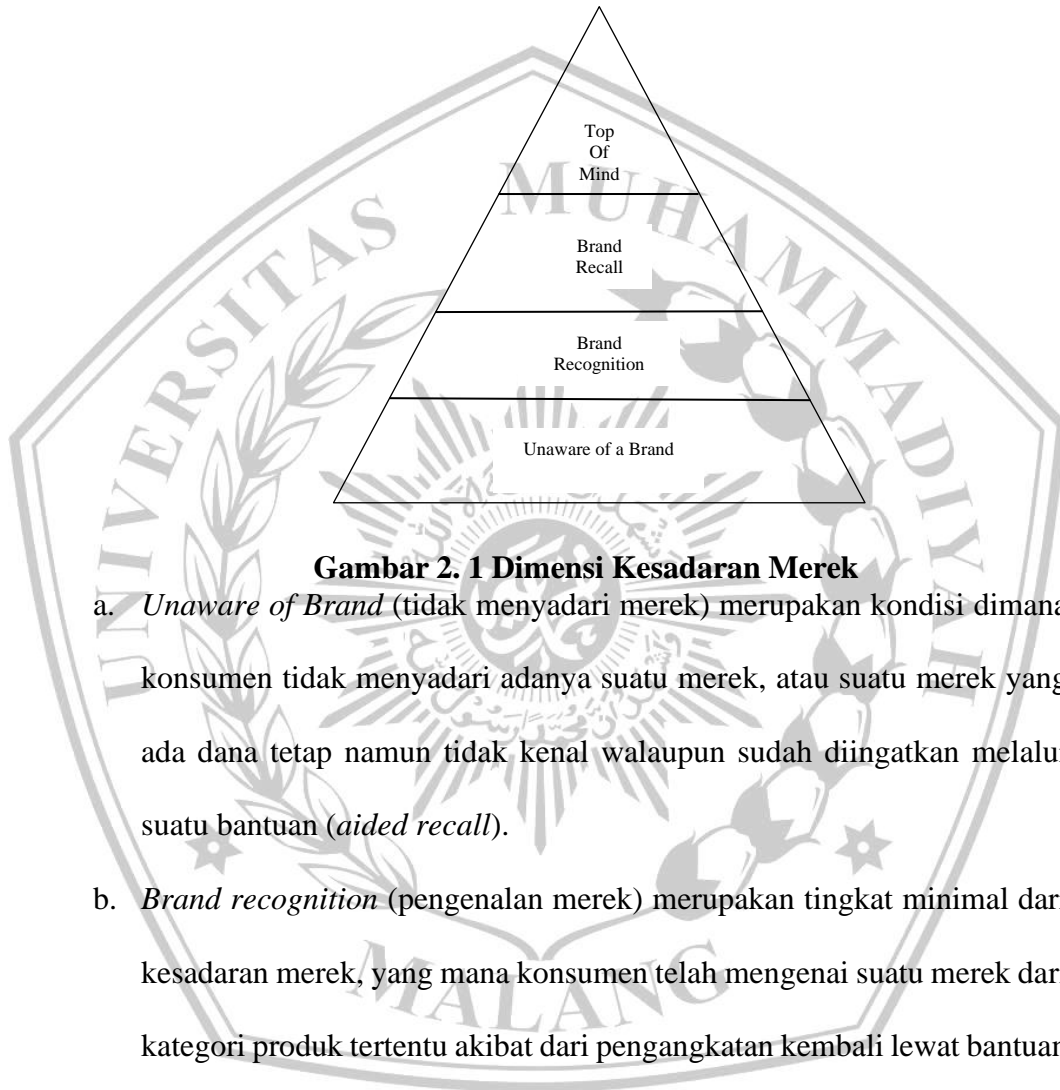 Top
Of
Mind
Brand
Recall
Brand
Recognition
Unaware of a Brand
Gambar 2. 1 Dimensi Kesadaran Merek
a. Unaware of Brand (tidak menyadari merek) merupakan kondisi dimana
konsumen tidak menyadari adanya suatu merek, atau suatu merek yang
ada dana tetap namun tidak kenal walaupun sudah diingatkan melalui
suatu bantuan (aided recall).
b. Brand recognition (pengenalan merek) merupakan tingkat minimal dari
kesadaran merek, yang mana konsumen telah mengenai suatu merek dari
kategori produk tertentu akibat dari pengangkatan kembali lewat bantuan
UNIVERSITAS MUHAMMADIYAH
MALANG